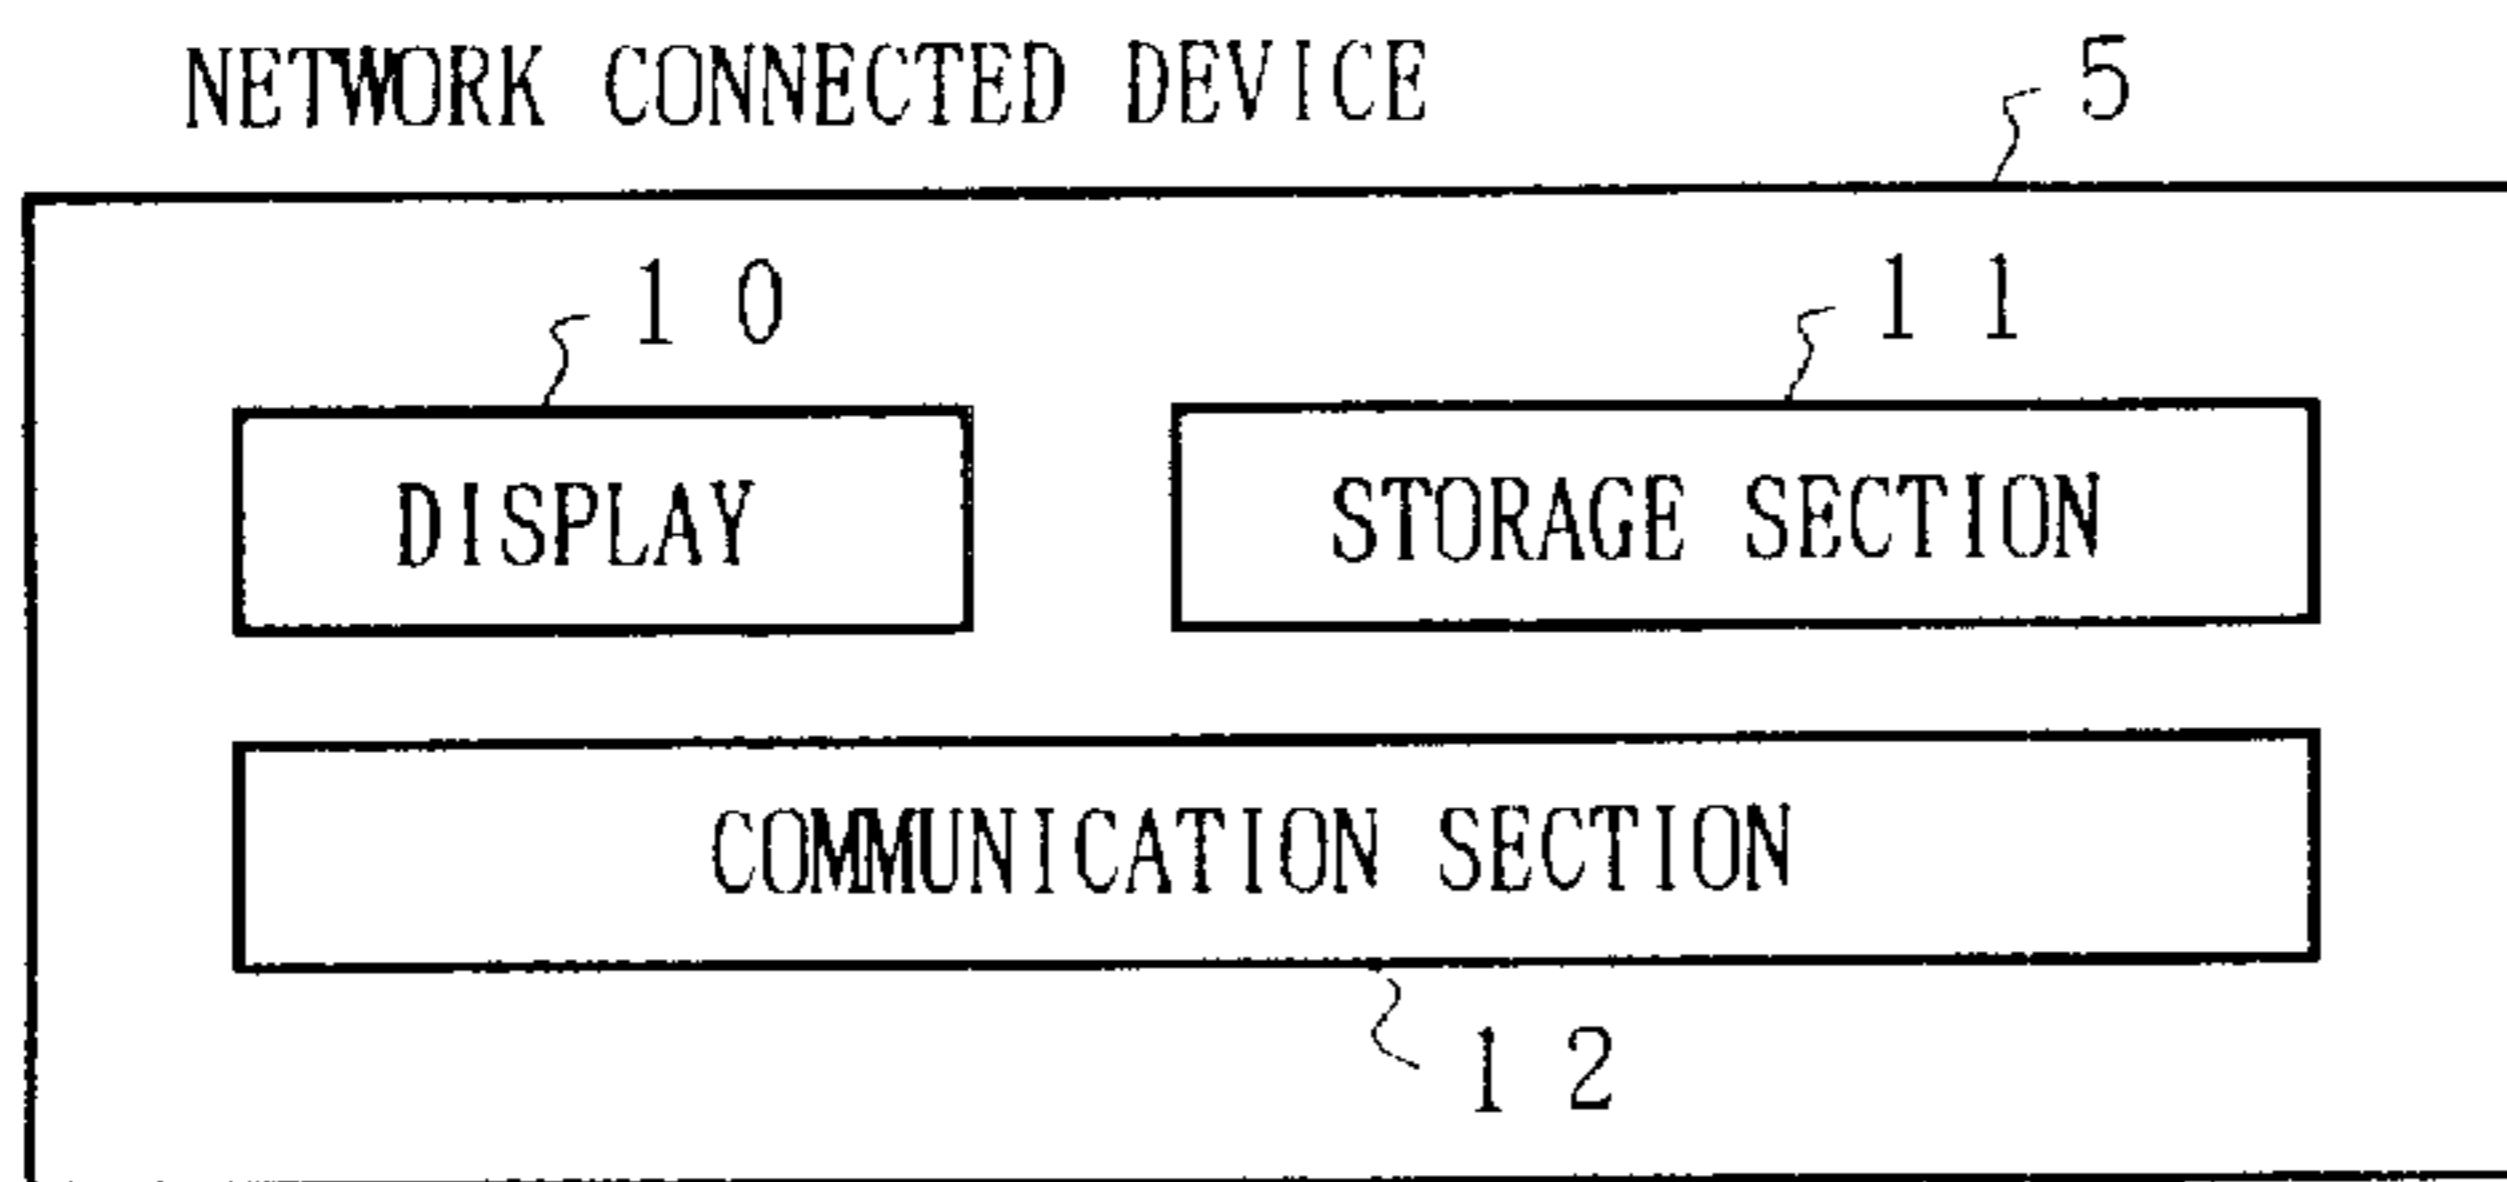 NETWORK CONNECTED DEVICE 5
10 11
DISPLAY STORAGE SECTION
COMMUNICATION SECTION
12